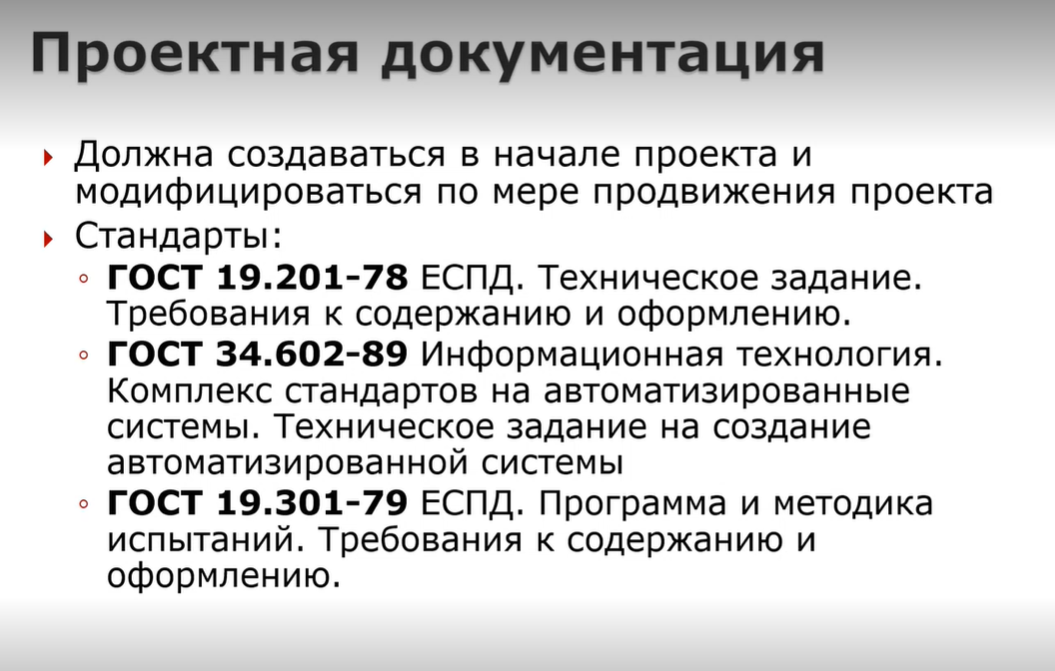 Проектная документация
Должна создаваться в начале проекта и
модифицироваться по мере продвижения проекта
Стандарты:
ГОСТ 19.201-78 ЕСПД. Техническое задание.
Требования к содержанию и оформлению.
ГОСТ 34.602-89 Информационная технология.
Комплекс стандартов на автоматизированные
системы. Техническое задание на создание
автоматизированной системы
ГОСТ 19.301-79 ЕСПД. Программа и методика
испытаний. Требования к содержанию и
оформлению.